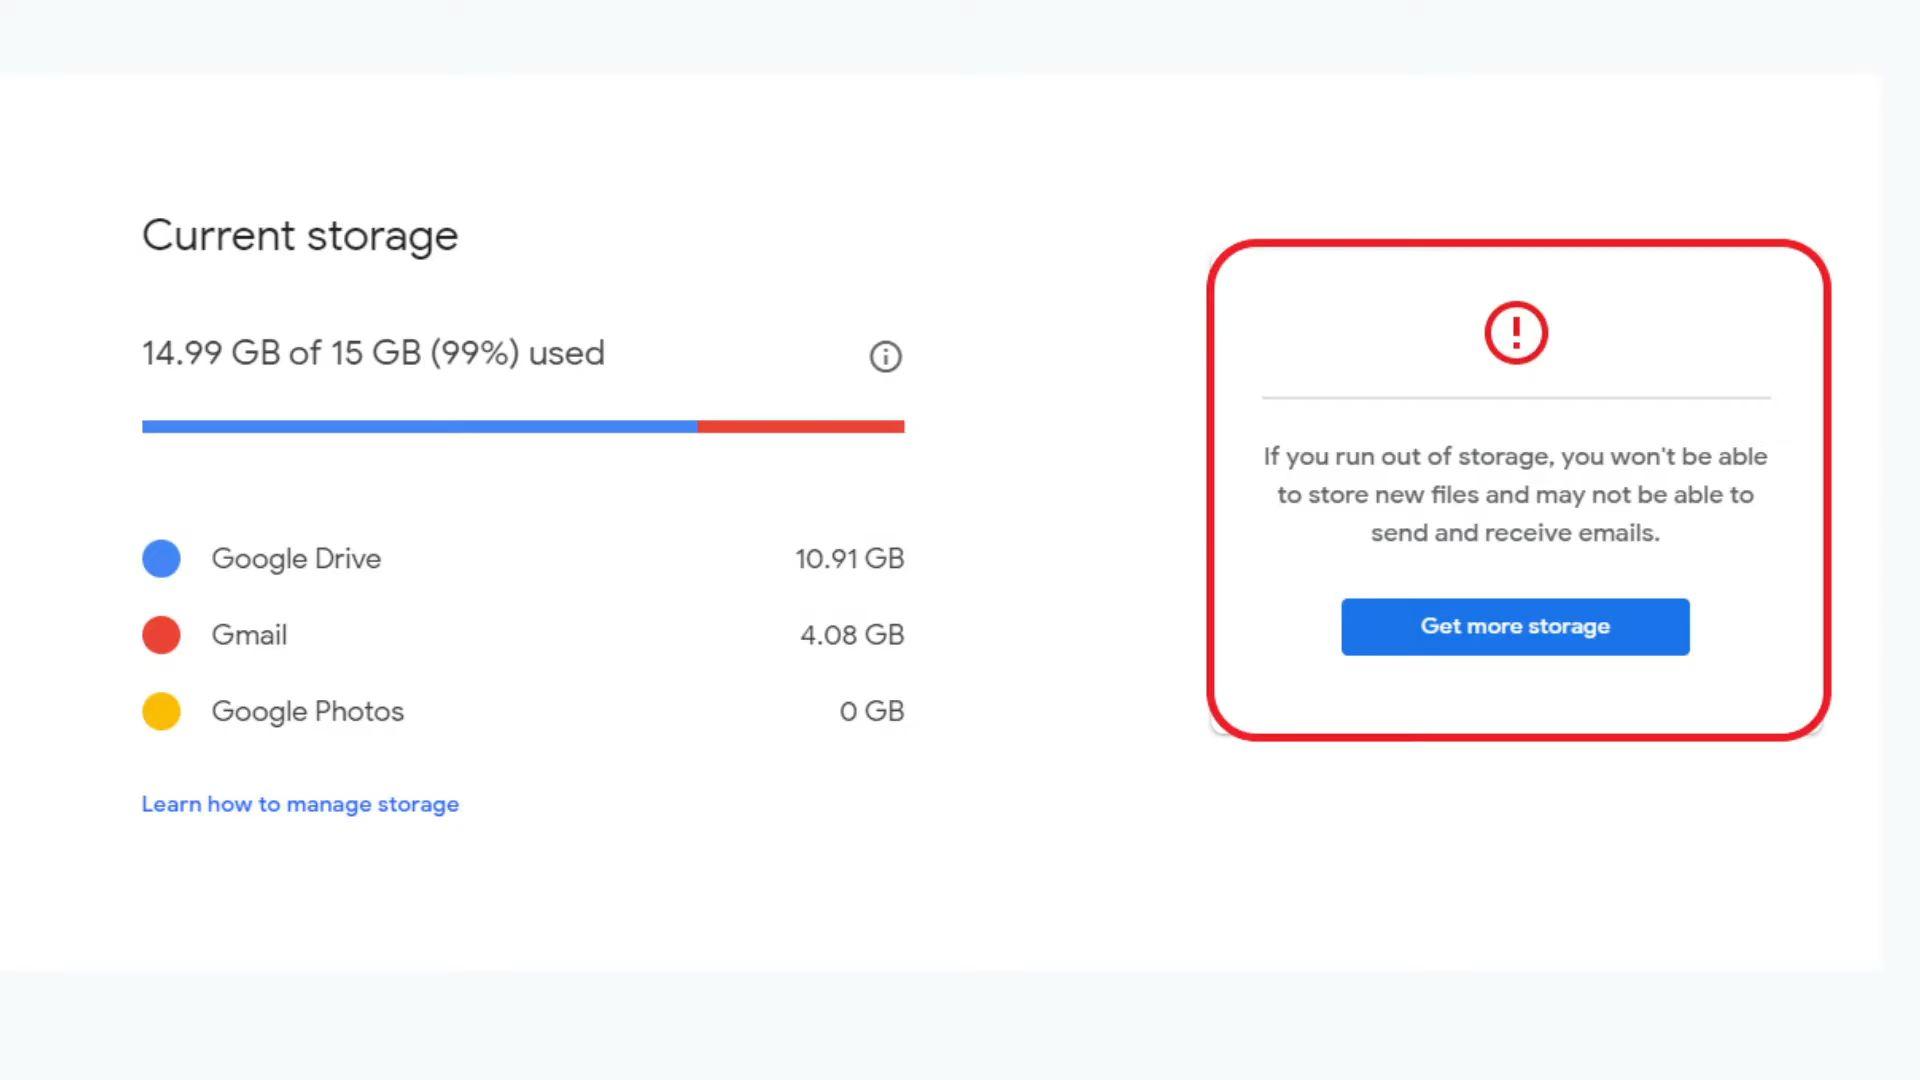 Current storage
14.99 GB of 15 GB (99%) used
Google Drive 10.91 GB
Gmail 4.08 GB
Google Photos 0 GB
Learn how to manage storage
If you run out of storage, you won't be able
to store new files and may not be able to
send and receive emails.
Get more storage